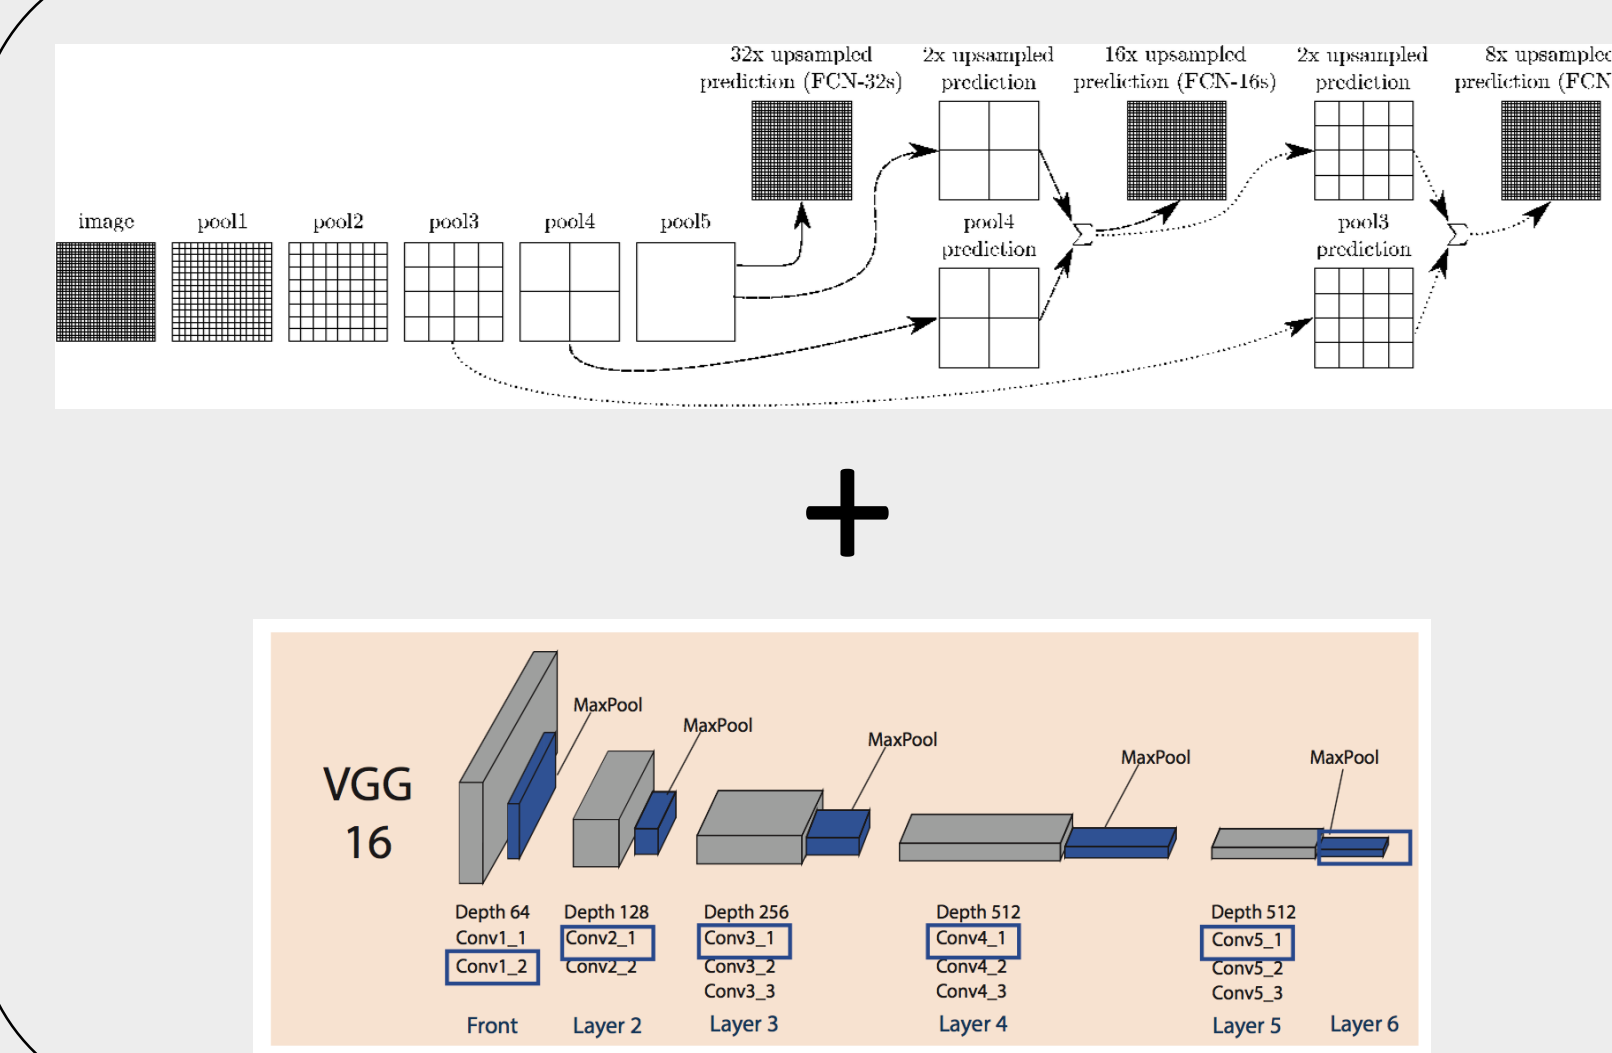 32x upsampled
prediction (FCN-32s)
2x upsampled
prediction
16x upsampled
prediction (FCN-16s)
2x upsampled
prediction
8x upsampled
prediction (FCN
image
pool1
pool2
pool3
pool4
pool5
pool4
prediction
Σ
pool3
prediction
Σ
+
VGG
16
MaxPool
MaxPool
MaxPool
MaxPool
MaxPool
Depth 64
Conv1_1
Conv1_2
Front
Depth 128
Conv2_1
Conv2_2
Layer 2
Depth 256
Conv3_1
Conv3_2
Conv3_3
Layer 3
Depth 512
Conv4_1
Conv4_2
Conv4_3
Layer 4
Depth 512
Conv5_1
Conv5_2
Conv5_3
Layer 5
Layer 6